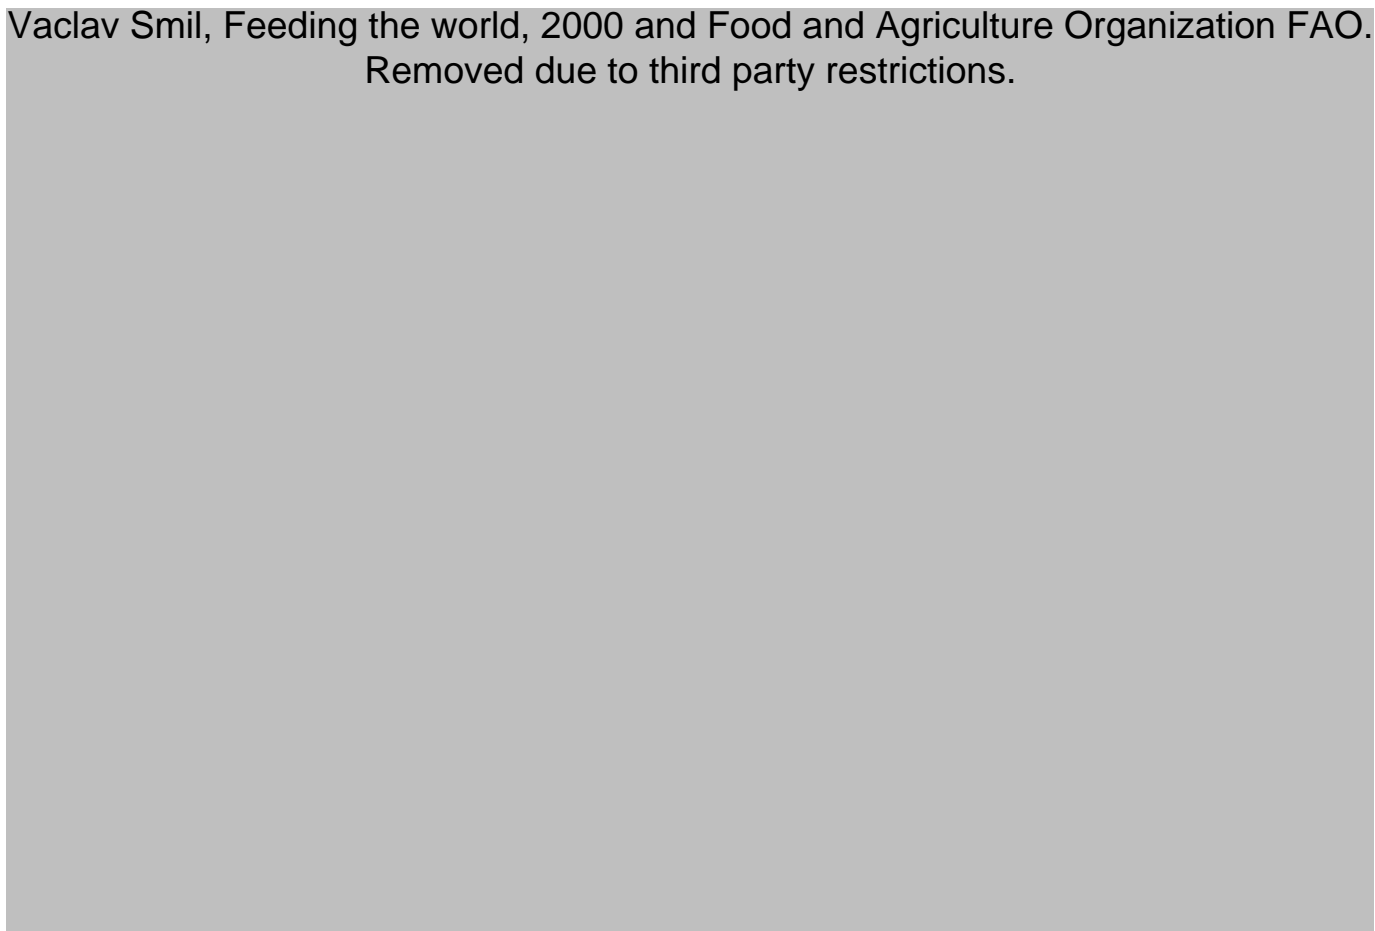 Vaclav Smil, Feeding the world, 2000 and Food and Agriculture Organization FAO.
Removed due to third party restrictions.